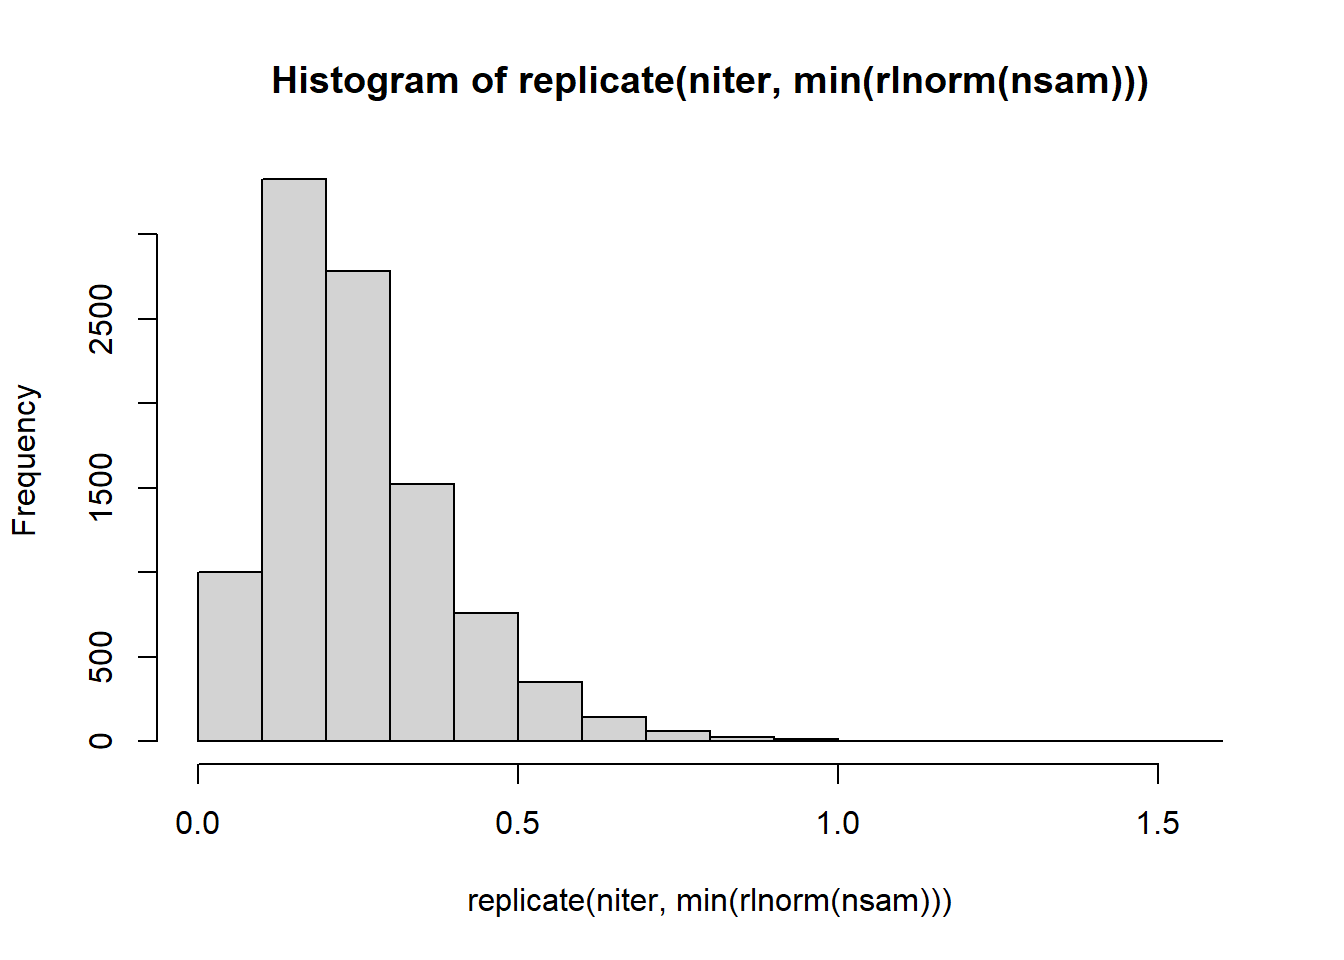 Histogram of replicate(niter, min(rlnorm(nsam)))
Frequency
2500
1500
500
0
0.0 0.5 1.0 1.5
replicate(niter, min(rlnorm(nsam)))